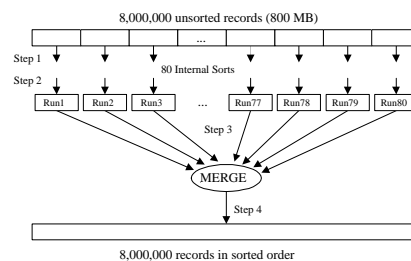 8,000,000 unsorted records (800 MB)
...
Step 1
80 Internal Sorts
Step 2
Run1 Run2 Run3 ... Run77 Run78 Run79 Run80
Step 3
MERGE
Step 4
8,000,000 records in sorted order